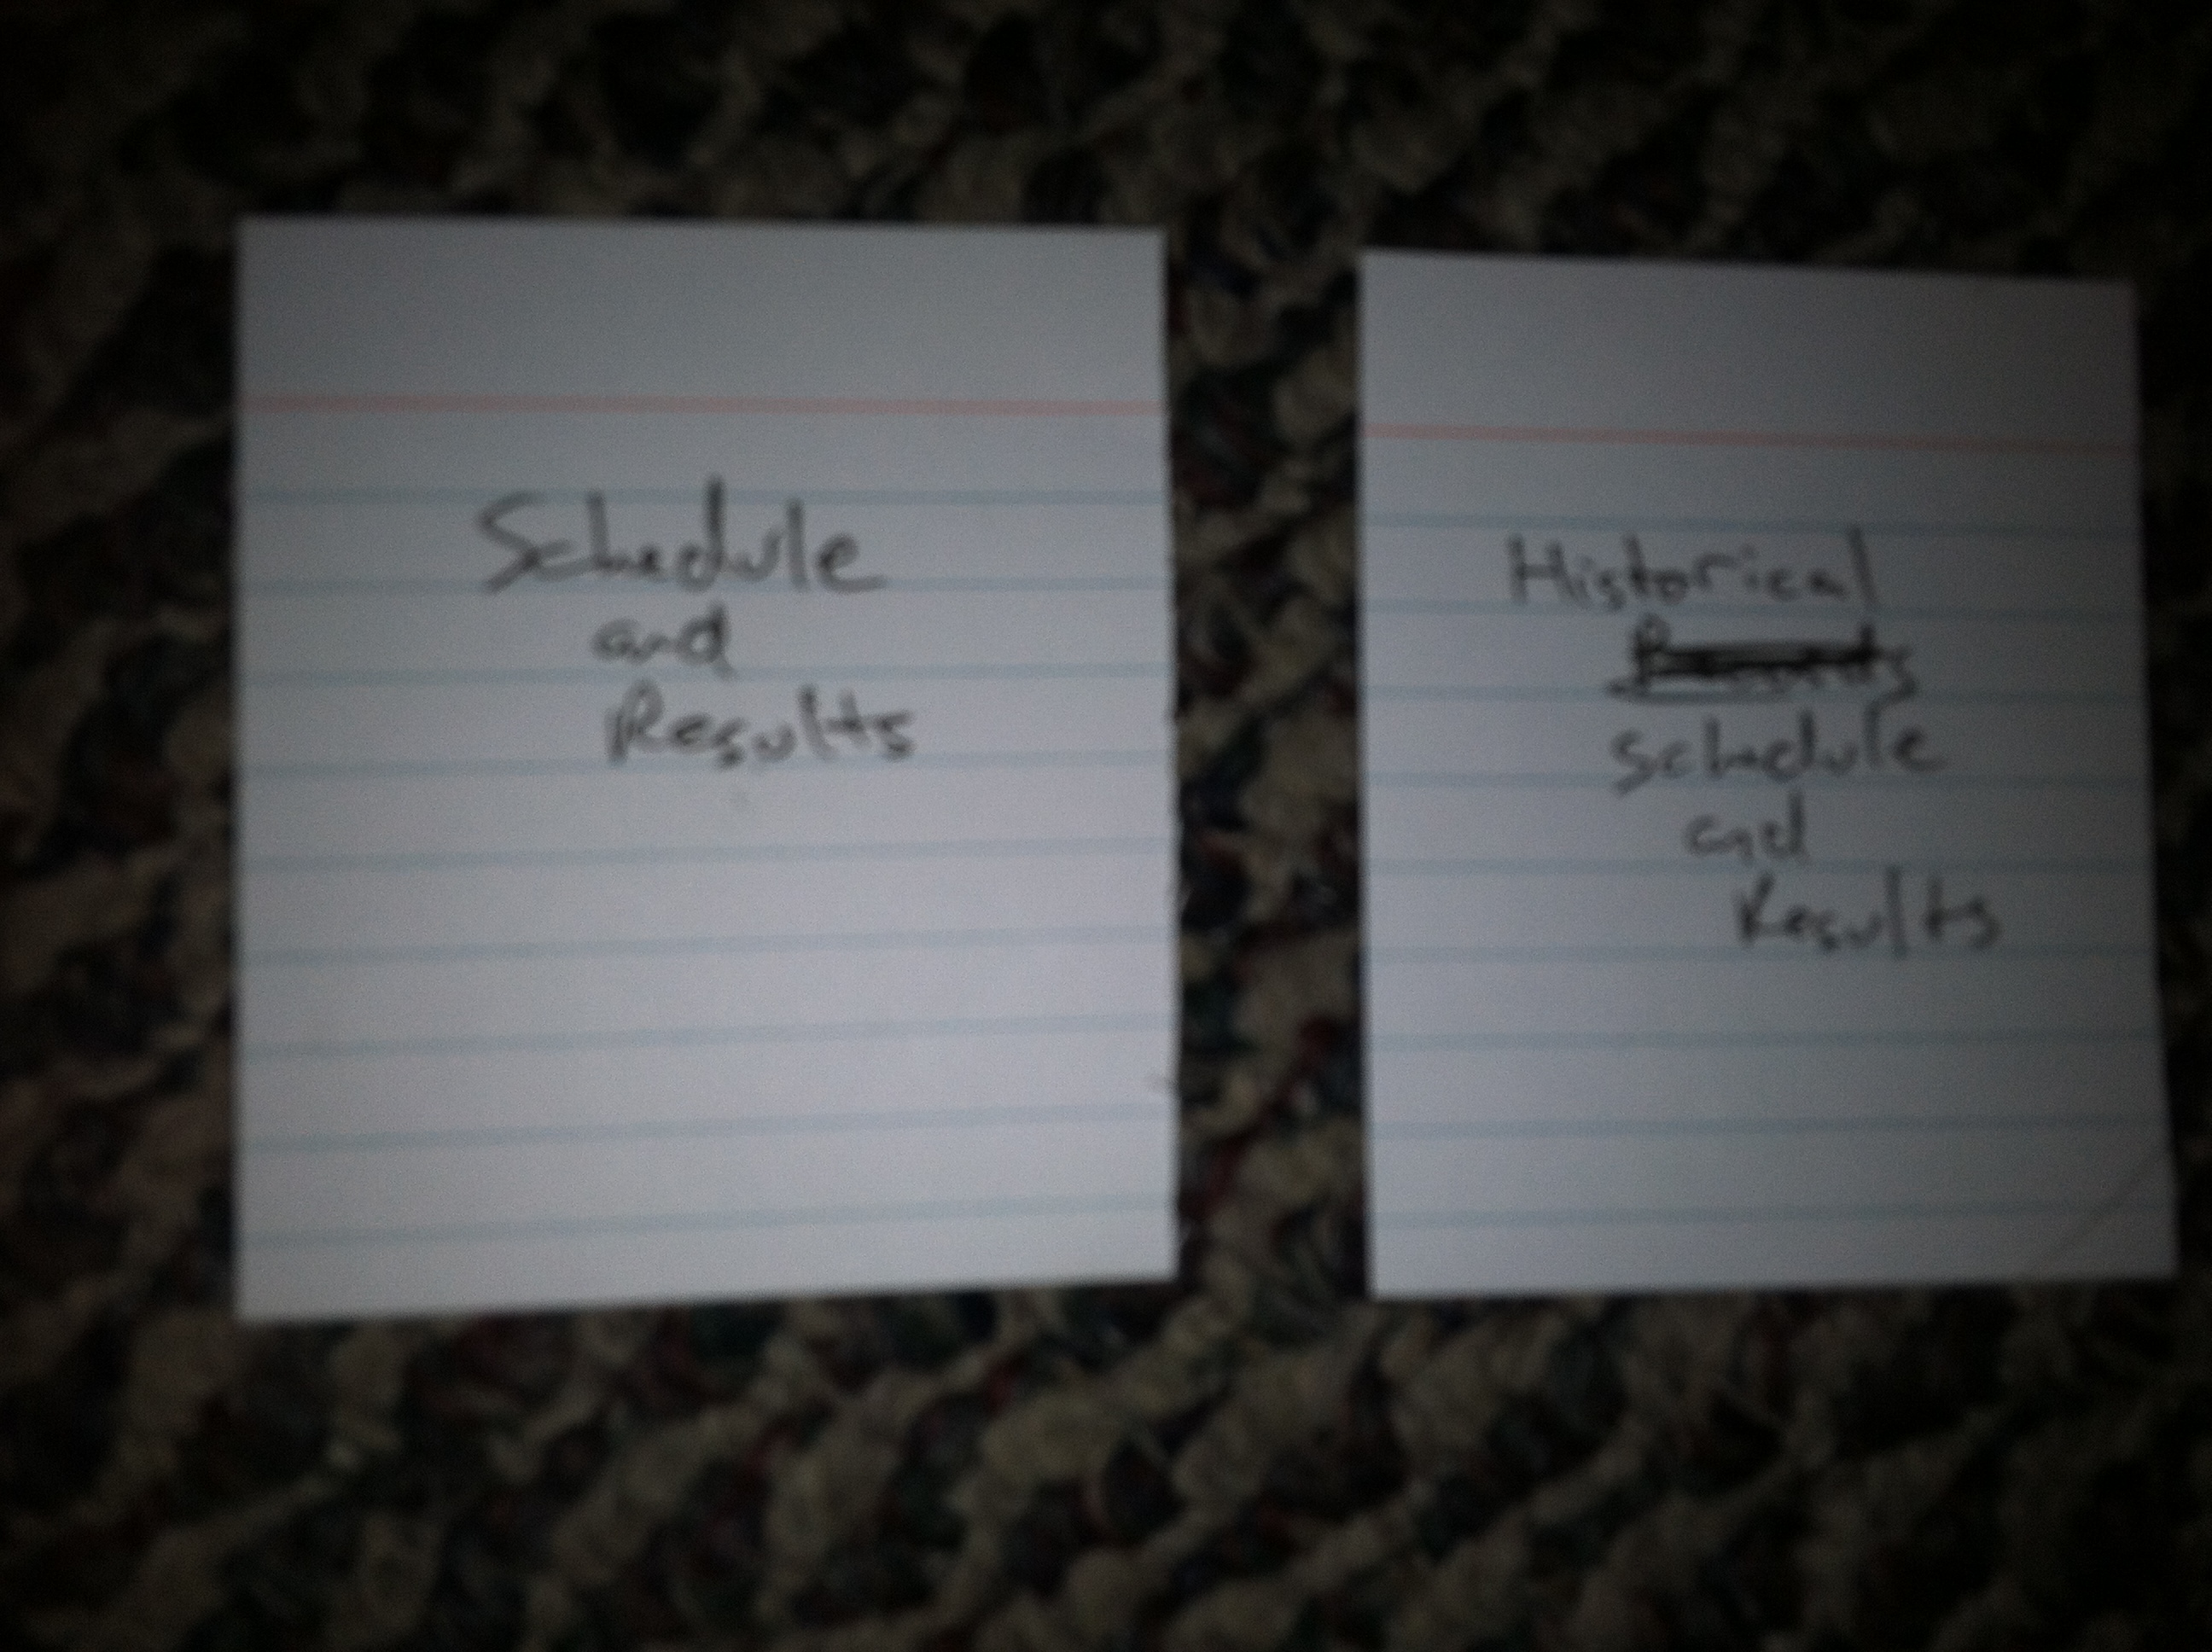 Schedule
and
Results
Historical
Schedule
and
Results